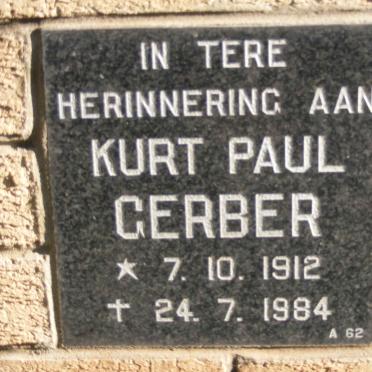 IN TERE
HERINNERING AAN
KURT PAUL
GERBER
★ 7. 10. 1912
† 24. 7. 1984
A 62